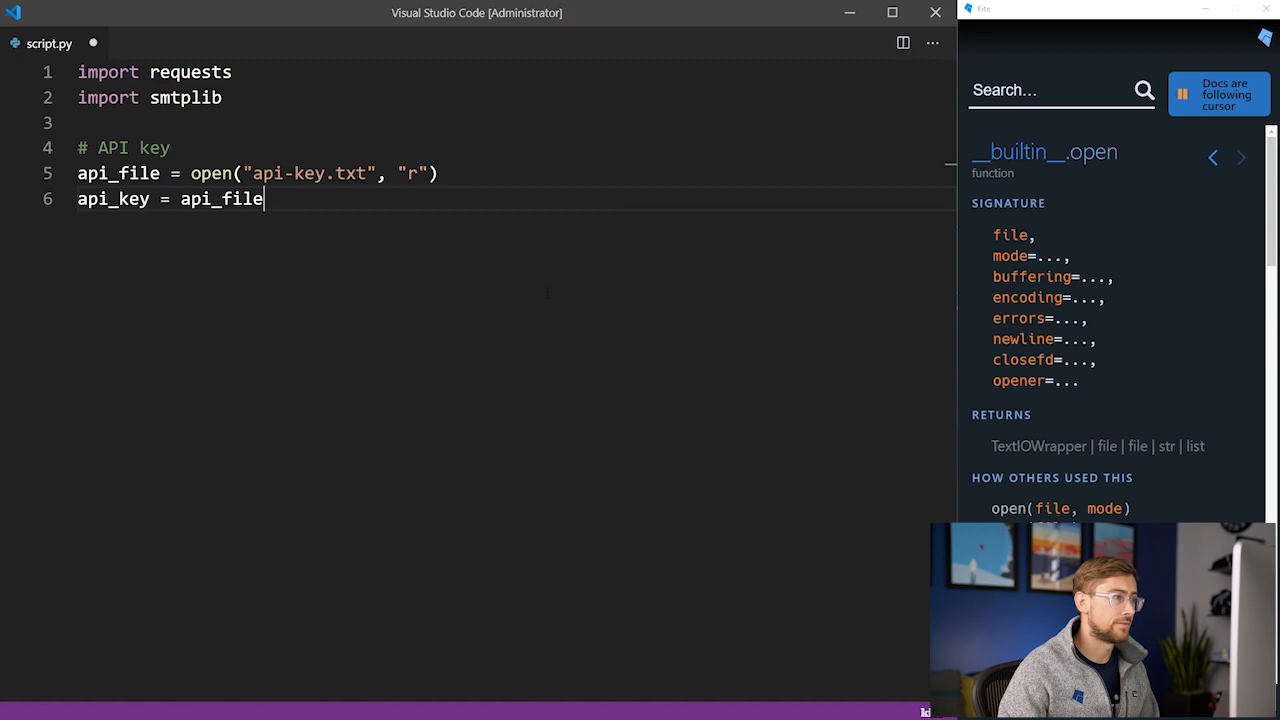 Visual Studio Code [Administrator]
script.py
1 import requests
2 import smtplib
3
4 # API key
5 api_file = open("api-key.txt", "r")
6 api_key = api_file
Kite
Search...
Docs are
following
cursor
__builtin__.open
function
SIGNATURE
file,
mode=...,
buffering=...,
encoding=...,
errors=...,
newline=...,
closefd=...,
opener=...
RETURNS
TextIOWrapper | file | file | str | list
HOW OTHERS USED THIS
open(file, mode)